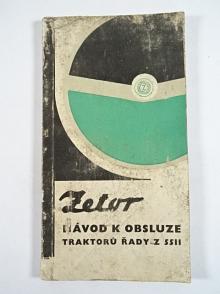 Zetor
NÁVOD K OBSLUZE
TRAKTORŮ ŘADY Z 5511